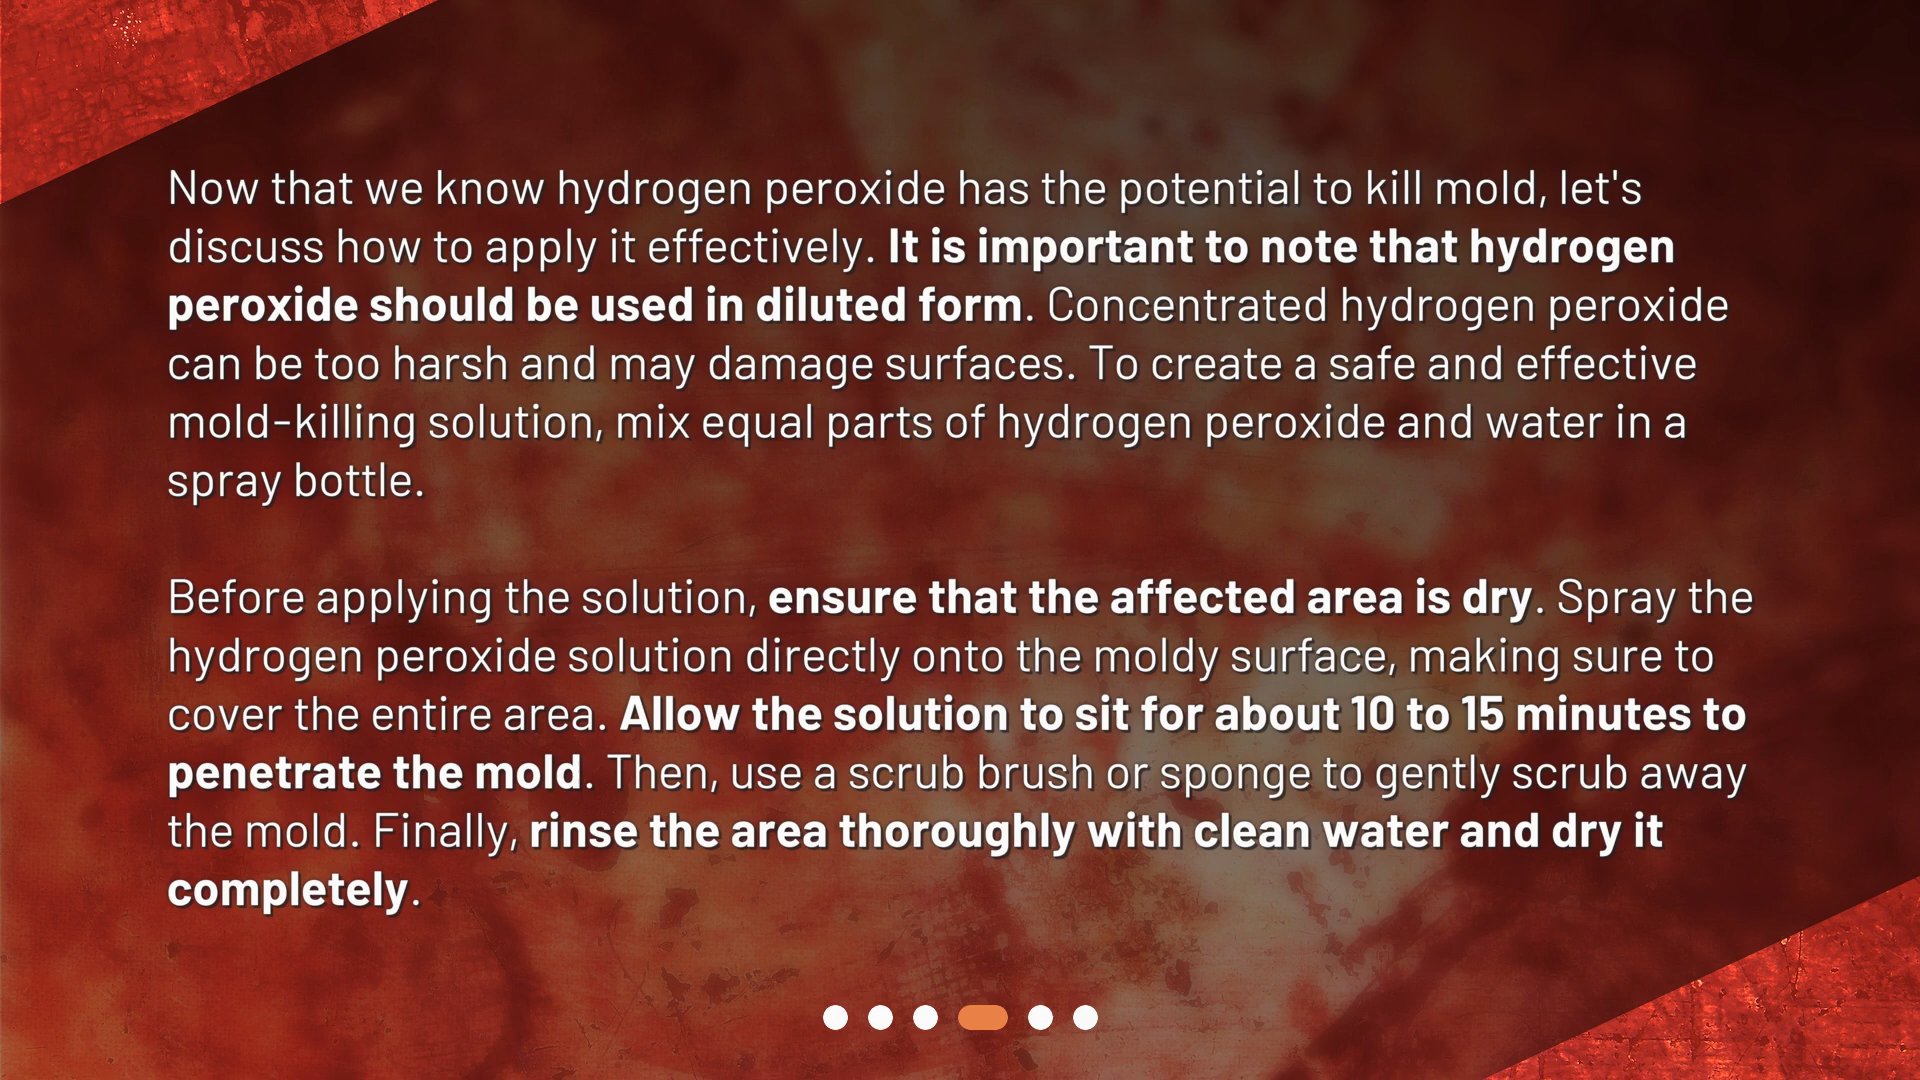 Now that we know hydrogen peroxide has the potential to kill mold, let's
discuss how to apply it effectively. It is important to note that hydrogen
peroxide should be used in diluted form. Concentrated hydrogen peroxide
can be too harsh and may damage surfaces. To create a safe and effective
mold-killing solution, mix equal parts of hydrogen peroxide and water in a
spray bottle.
Before applying the solution, ensure that the affected area is dry. Spray the
hydrogen peroxide solution directly onto the moldy surface, making sure to
cover the entire area. Allow the solution to sit for about 10 to 15 minutes to
penetrate the mold. Then, use a scrub brush or sponge to gently scrub away
the mold. Finally, rinse the area thoroughly with clean water and dry it
completely.